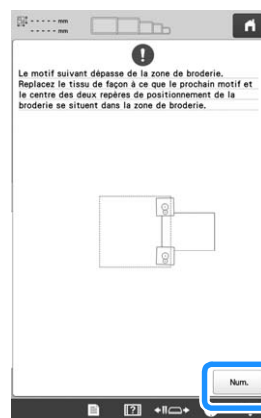 ----- mm
----- mm
Le motif suivant dépasse de la zone de broderie.
Replacez le tissu de façon à ce que le prochain motif et
le centre des deux repères de positionnement de la
broderie se situent dans la zone de broderie.
Num.